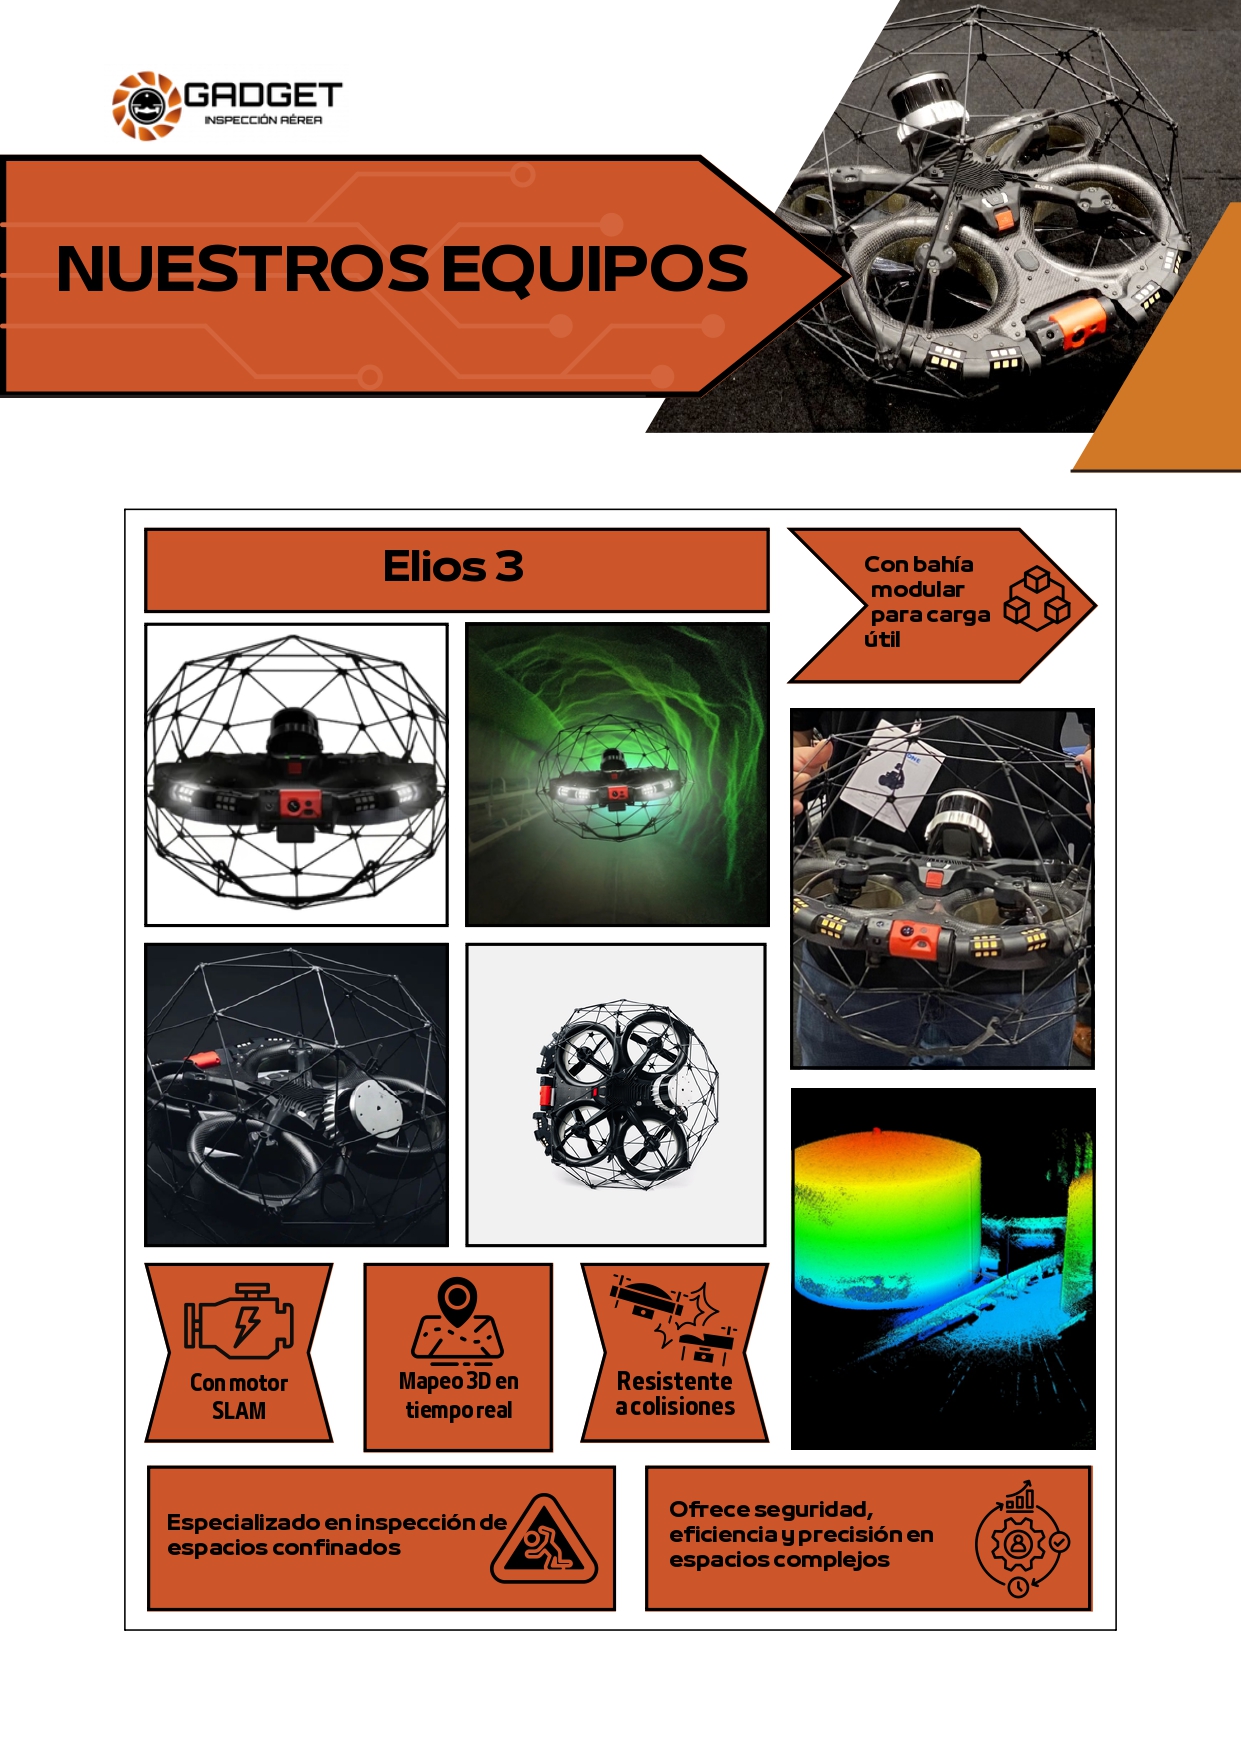 GADGET
INSPECCIÓN AÉREA
NUESTROS EQUIPOS
Elios 3
Con bahía
modular
para carga
útil
Con motor
SLAM
Mapeo 3D en
tiempo real
Resistente
a colisiones
Especializado en inspección de
espacios confinados
Ofrece seguridad,
eficiencia y precisión en
espacios complejos